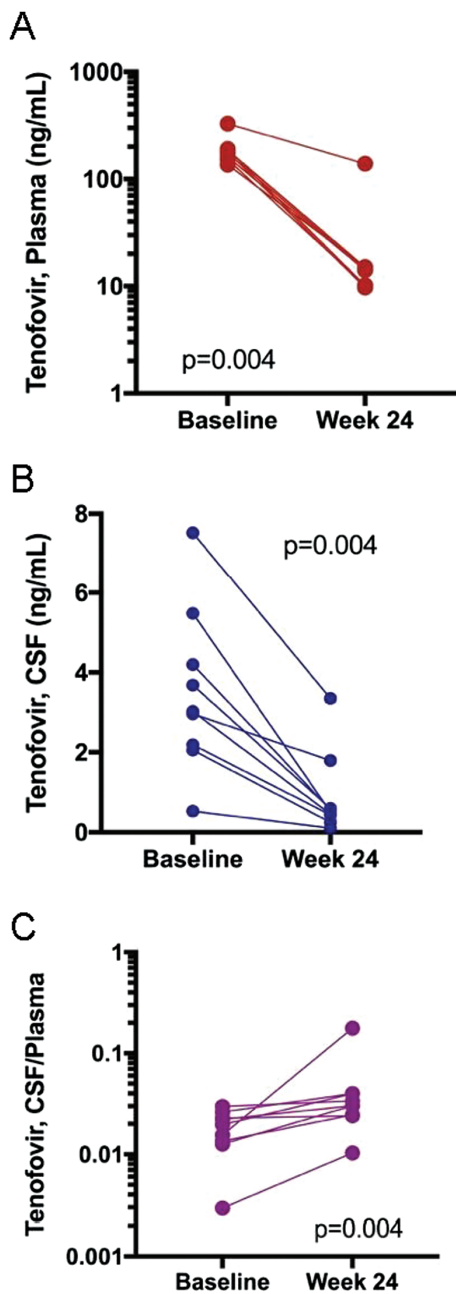 A
Tenofovir, Plasma (ng/mL)
1000
100
10
1
p=0.004
Baseline Week 24
B
Tenofovir, CSF (ng/mL)
8
6
4
2
0
p=0.004
Baseline Week 24
C
Tenofovir, CSF/Plasma
1
0.1
0.01
0.001
p=0.004
Baseline Week 24